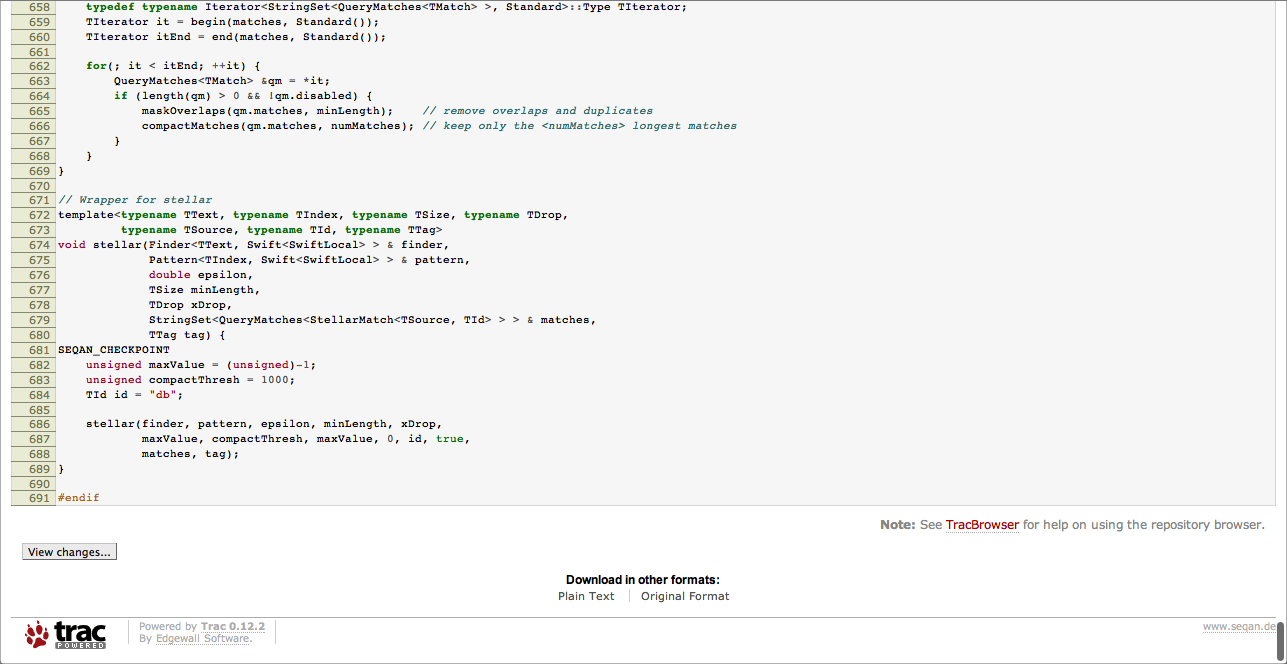 658     typedef typename Iterator<StringSet<QueryMatches<TMatch> >, Standard>::Type TIterator;
659     TIterator it = begin(matches, Standard());
660     TIterator itEnd = end(matches, Standard());
661
662     for(; it < itEnd; ++it) {
663         QueryMatches<TMatch> &qm = *it;
664         if (length(qm) > 0 && !qm.disabled) {
665             maskOverlaps(qm.matches, minLength);    // remove overlaps and duplicates
666             compactMatches(qm.matches, numMatches); // keep only the <numMatches> longest matches
667         }
668     }
669 }
670
671 // Wrapper for stellar
672 template<typename TText, typename TIndex, typename TSize, typename TDrop,
673          typename TSource, typename TId, typename TTag>
674 void stellar(Finder<TText, Swift<SwiftLocal> > & finder,
675              Pattern<TIndex, Swift<SwiftLocal> > & pattern,
676              double epsilon,
677              TSize minLength,
678              TDrop xDrop,
679              StringSet<QueryMatches<StellarMatch<TSource, TId> > > & matches,
680              TTag tag) {
681 SEQAN_CHECKPOINT
682     unsigned maxValue = (unsigned)-1;
683     unsigned compactThresh = 1000;
684     TId id = "db";
685
686     stellar(finder, pattern, epsilon, minLength, xDrop,
687             maxValue, compactThresh, maxValue, 0, id, true,
688             matches, tag);
689 }
690
691 #endif
Note: See TracBrowser for help on using the repository browser.
View changes...
Download in other formats:
Plain Text
Original Format
trac
POWERED
Powered by Trac 0.12.2
By Edgewall Software.
www.seqan.de